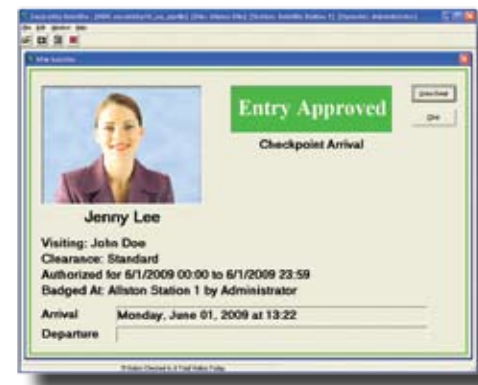 Entry Approved
Checkpoint Arrival
Jenny Lee
Visiting: John Doe
Clearance: Standard
Authorized for 6/1/2009 00:00 to 6/1/2009 23:59
Badged At: Allston Station 1 by Administrator
Arrival Monday, June 01, 2009 at 13:22
Departure